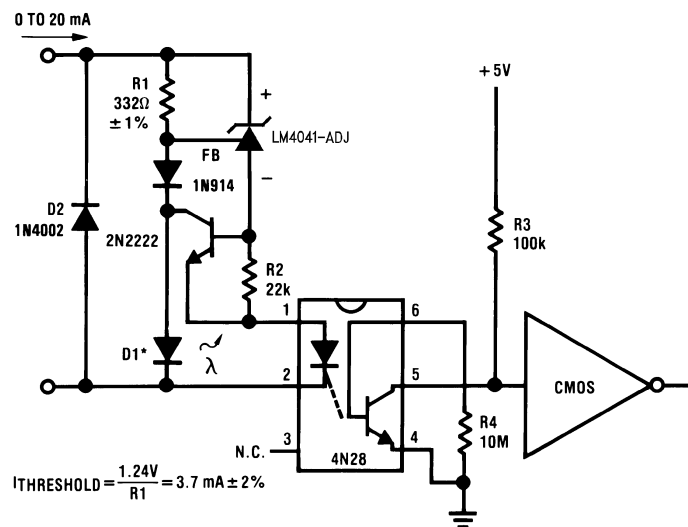 0 TO 20 mA
+5V
R1
332Ω
±1%
+
LM4041-ADJ
FB
1N914
−
D2
1N4002
2N2222
R3
100k
R2
22k
1
6
D1*
λ
2
5
CMOS
R4
10M
3
N.C.
4
4N28
ITHRESHOLD = 1.24V / R1 = 3.7 mA ± 2%